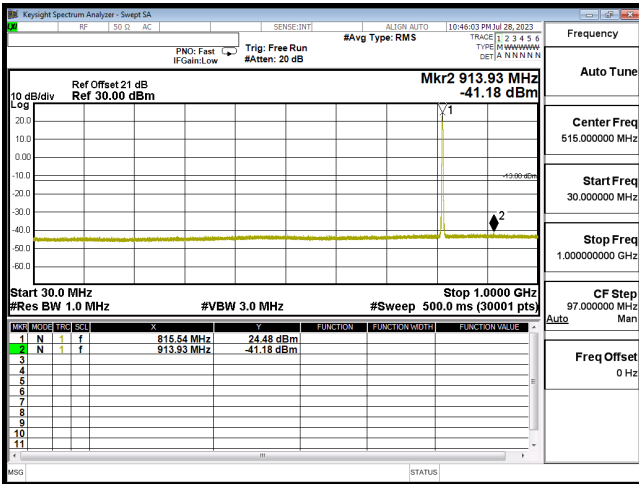 Keysight Spectrum Analyzer - Swept SA
RF 50 Ω AC SENSE:INT ALIGN AUTO 10:46:03 PM Jul 28, 2023
#Avg Type: RMS TRACE 1 2 3 4 5 6
TYPE M WWWWW
DET A N N N N N
PNO: Fast Trig: Free Run
IFGain:Low #Atten: 20 dB
Frequency
Auto Tune
Center Freq
515.000000 MHz
Start Freq
30.000000 MHz
Stop Freq
1.000000000 GHz
CF Step
97.000000 MHz
Auto Man
Freq Offset
0 Hz
Mkr2 913.93 MHz
-41.18 dBm
Ref Offset 21 dB
10 dB/div Ref 30.00 dBm
Log
20.0
10.0
0.00
-10.0
-20.0
-30.0
-40.0
-50.0
-60.0
1
-13.00 dBm
2
Start 30.0 MHz Stop 1.0000 GHz
#Res BW 1.0 MHz #VBW 3.0 MHz #Sweep 500.0 ms (30001 pts)
MKR MODE TRC SCL X Y FUNCTION FUNCTION WIDTH FUNCTION VALUE
1 N 1 f 815.54 MHz 24.48 dBm
2 N 1 f 913.93 MHz -41.18 dBm
3
4
5
6
7
8
9
10
11
MSG STATUS